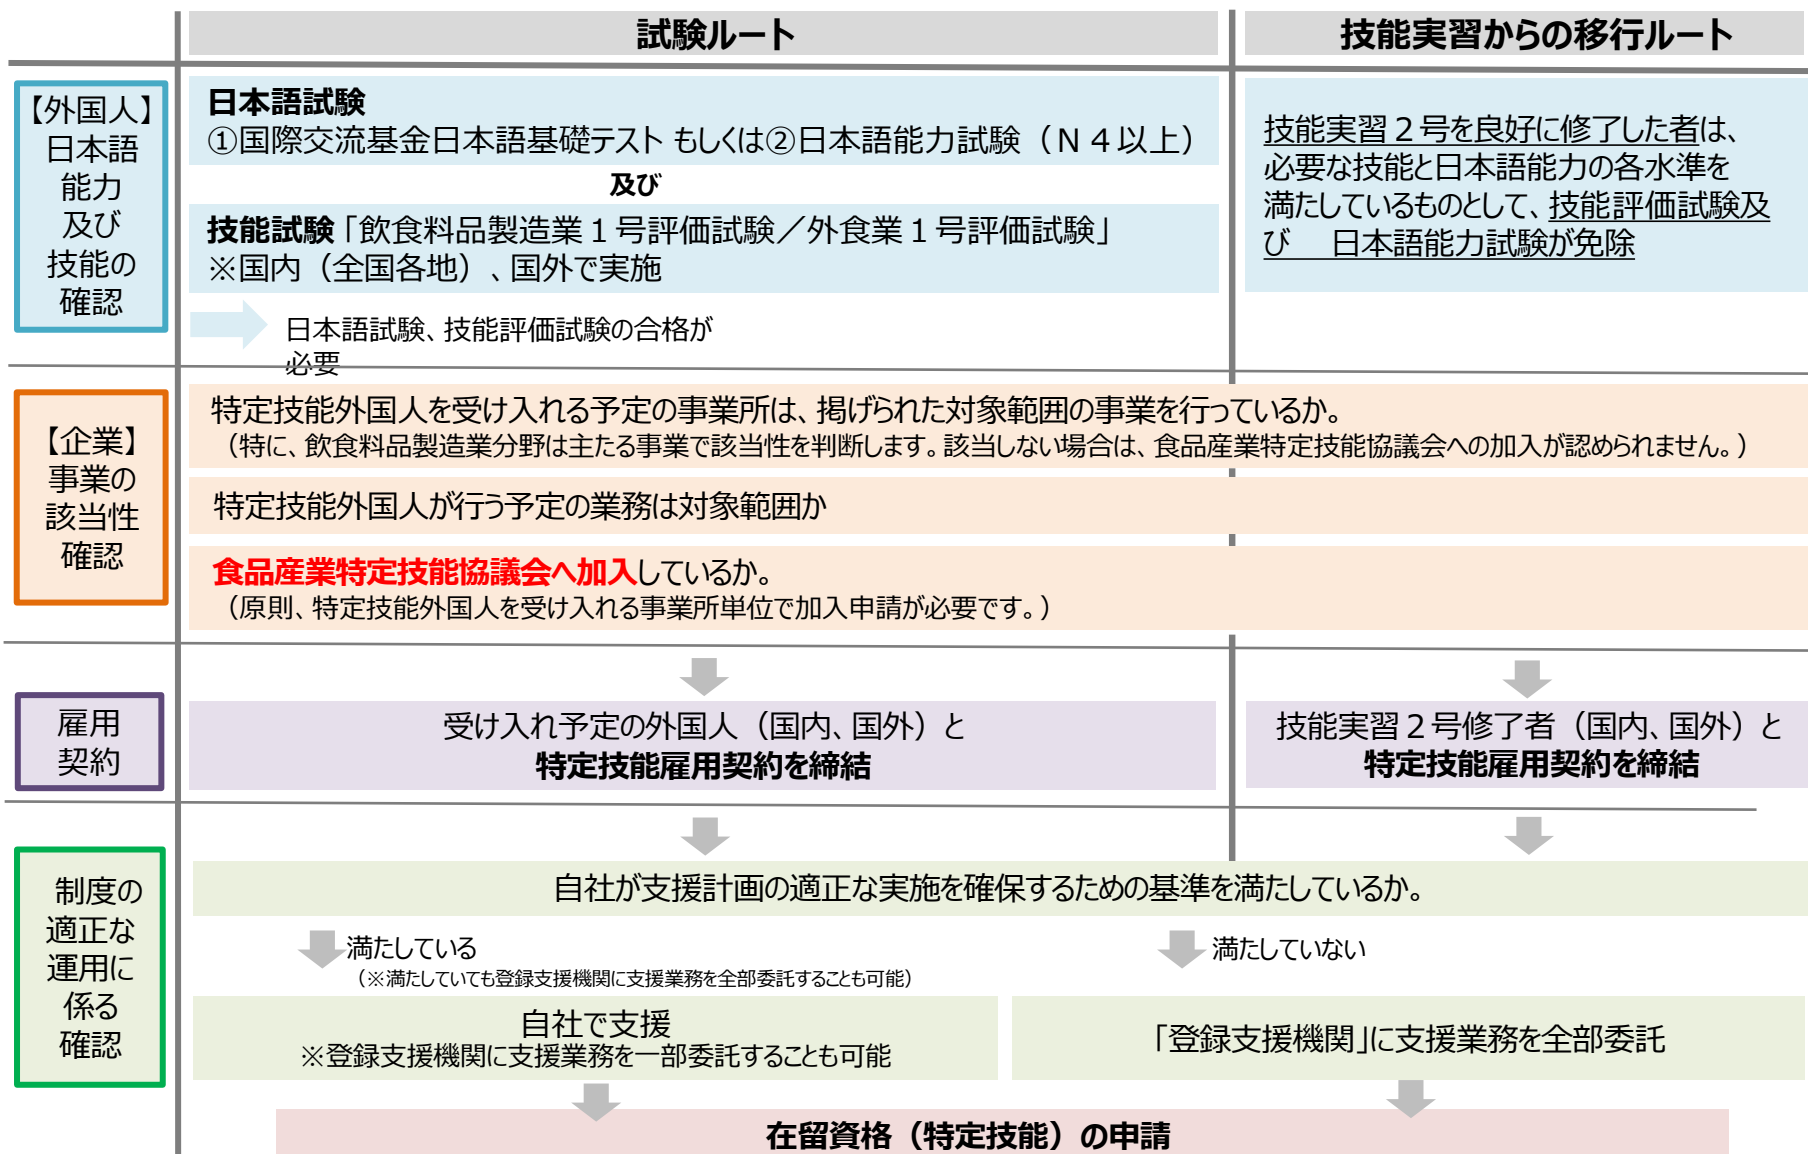 試験ルート
技能実習からの移行ルート
【外国人】
日本語
能力
及び
技能の
確認
日本語試験
①国際交流基金日本語基礎テスト もしくは②日本語能力試験（Ｎ４以上）
及び
技能試験「飲食料品製造業１号評価試験／外食業１号評価試験」
※国内（全国各地）、国外で実施
日本語試験、技能評価試験の合格が
必要
技能実習２号を良好に修了した者は、
必要な技能と日本語能力の各水準を
満たしているものとして、技能評価試験及
び　日本語能力試験が免除
【企業】
事業の
該当性
確認
特定技能外国人を受け入れる予定の事業所は、掲げられた対象範囲の事業を行っているか。
（特に、飲食料品製造業分野は主たる事業で該当性を判断します。該当しない場合は、食品産業特定技能協議会への加入が認められません。）
特定技能外国人が行う予定の業務は対象範囲か
食品産業特定技能協議会へ加入しているか。
（原則、特定技能外国人を受け入れる事業所単位で加入申請が必要です。）
雇用
契約
受け入れ予定の外国人（国内、国外）と
特定技能雇用契約を締結
技能実習２号修了者（国内、国外）と
特定技能雇用契約を締結
制度の
適正な
運用に
係る
確認
自社が支援計画の適正な実施を確保するための基準を満たしているか。
満たしている
（※満たしていても登録支援機関に支援業務を全部委託することも可能）
満たしていない
自社で支援
※登録支援機関に支援業務を一部委託することも可能
「登録支援機関」に支援業務を全部委託
在留資格（特定技能）の申請